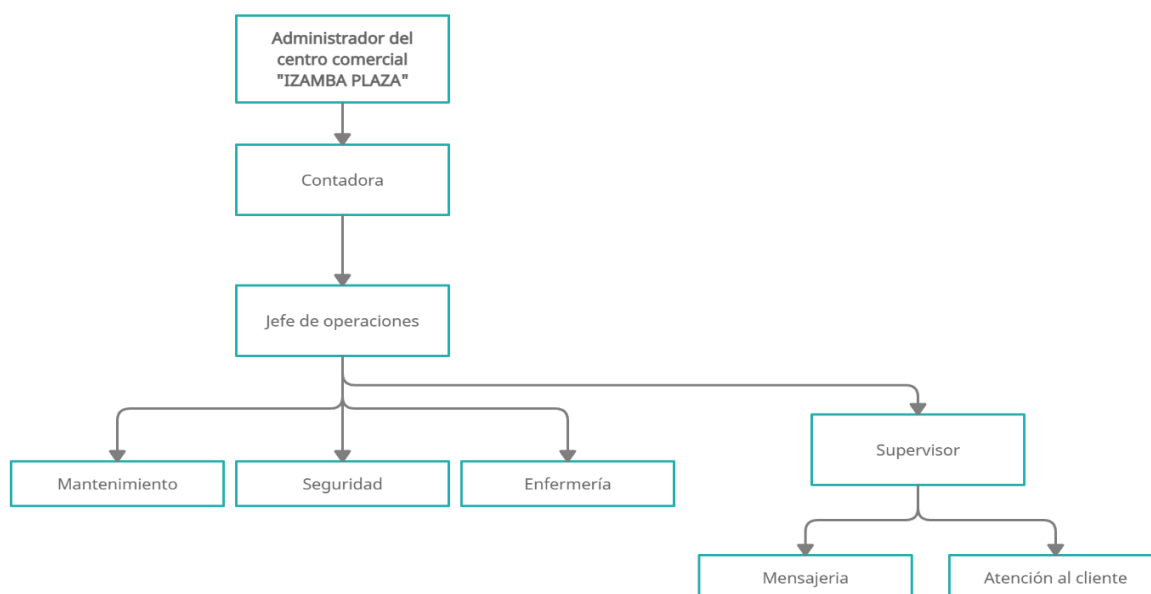 Administrador del
centro comercial
"IZAMBA PLAZA"
Contadora
Jefe de operaciones
Supervisor
Mantenimiento
Seguridad
Enfermería
Mensajeria
Atención al cliente